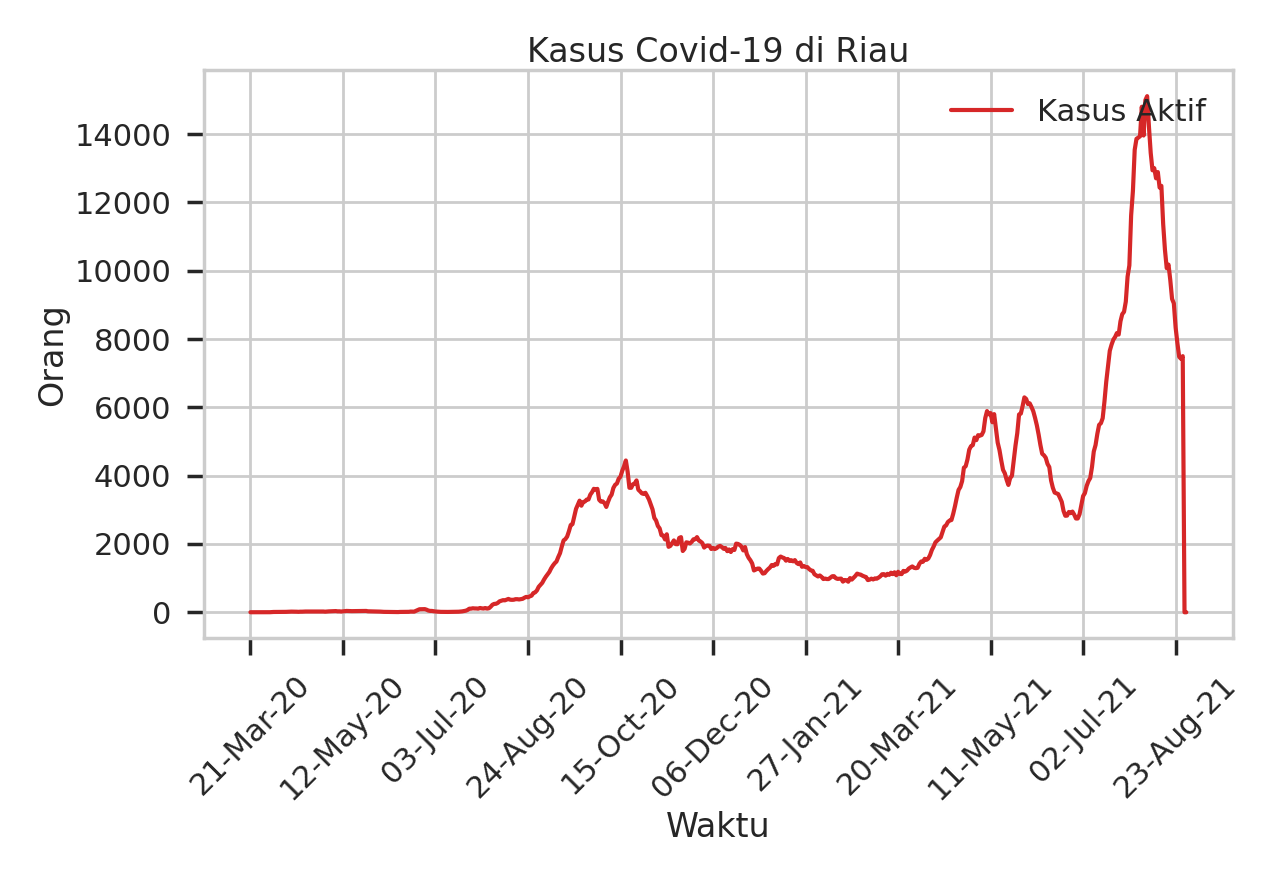 Kasus Covid-19 di Riau
Kasus Aktif
14000
12000
10000
8000
6000
4000
2000
0
Orang
21-Mar-20
12-May-20
03-Jul-20
24-Aug-20
15-Oct-20
06-Dec-20
27-Jan-21
20-Mar-21
11-May-21
02-Jul-21
23-Aug-21
Waktu